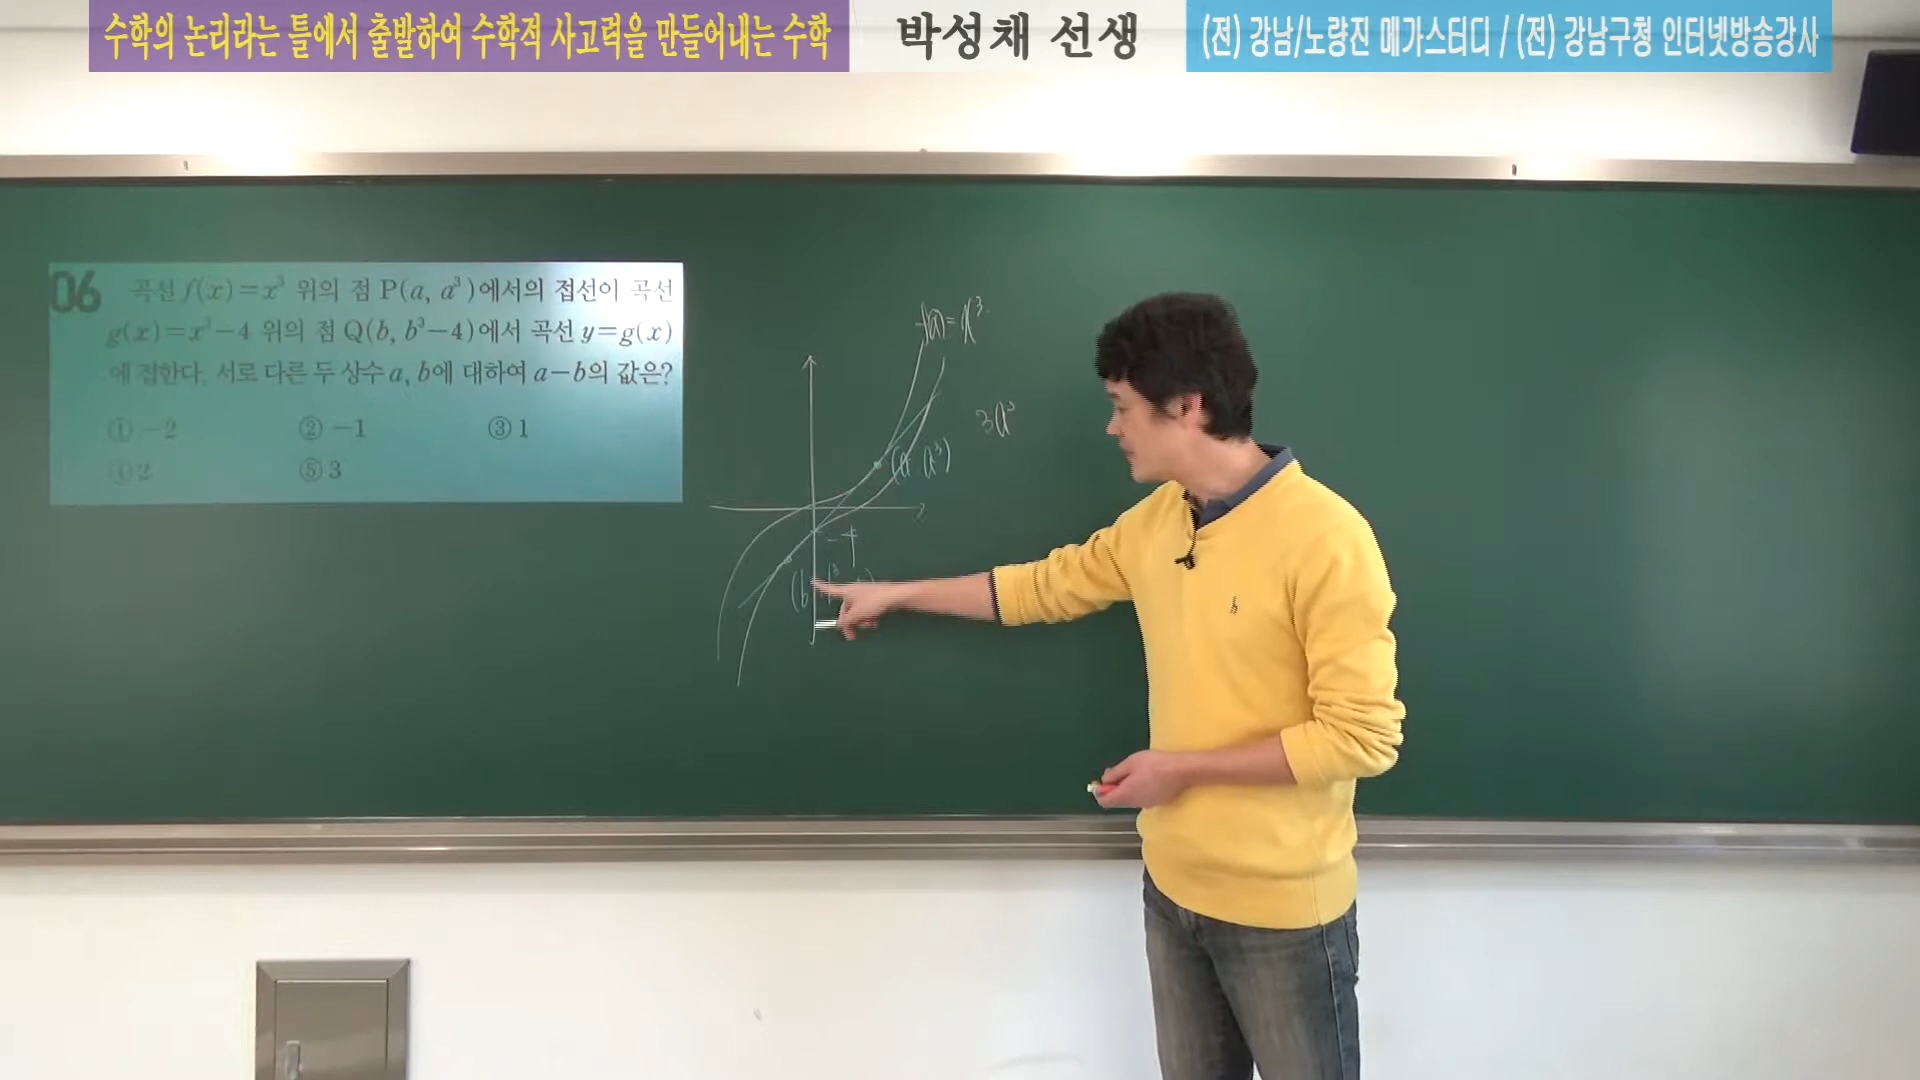 수학의 논리라는 틀에서 출발하여 수학적 사고력을 만들어내는 수학
박성채 선생
(전) 강남/노량진 메가스터디 / (전) 강남구청 인터넷방송강사
06 곡선 f(x)=x³ 위의 점 P(a, a³)에서의 접선이 곡선
g(x)=x³-4 위의 점 Q(b, b³-4)에서 곡선 y=g(x)
에 접한다. 서로 다른 두 상수 a, b에 대하여 a-b의 값은?
① -2 ② -1 ③ 1
④ 2 ⑤ 3
f(x)=x³
3a²
(a, a³)
-4
(b